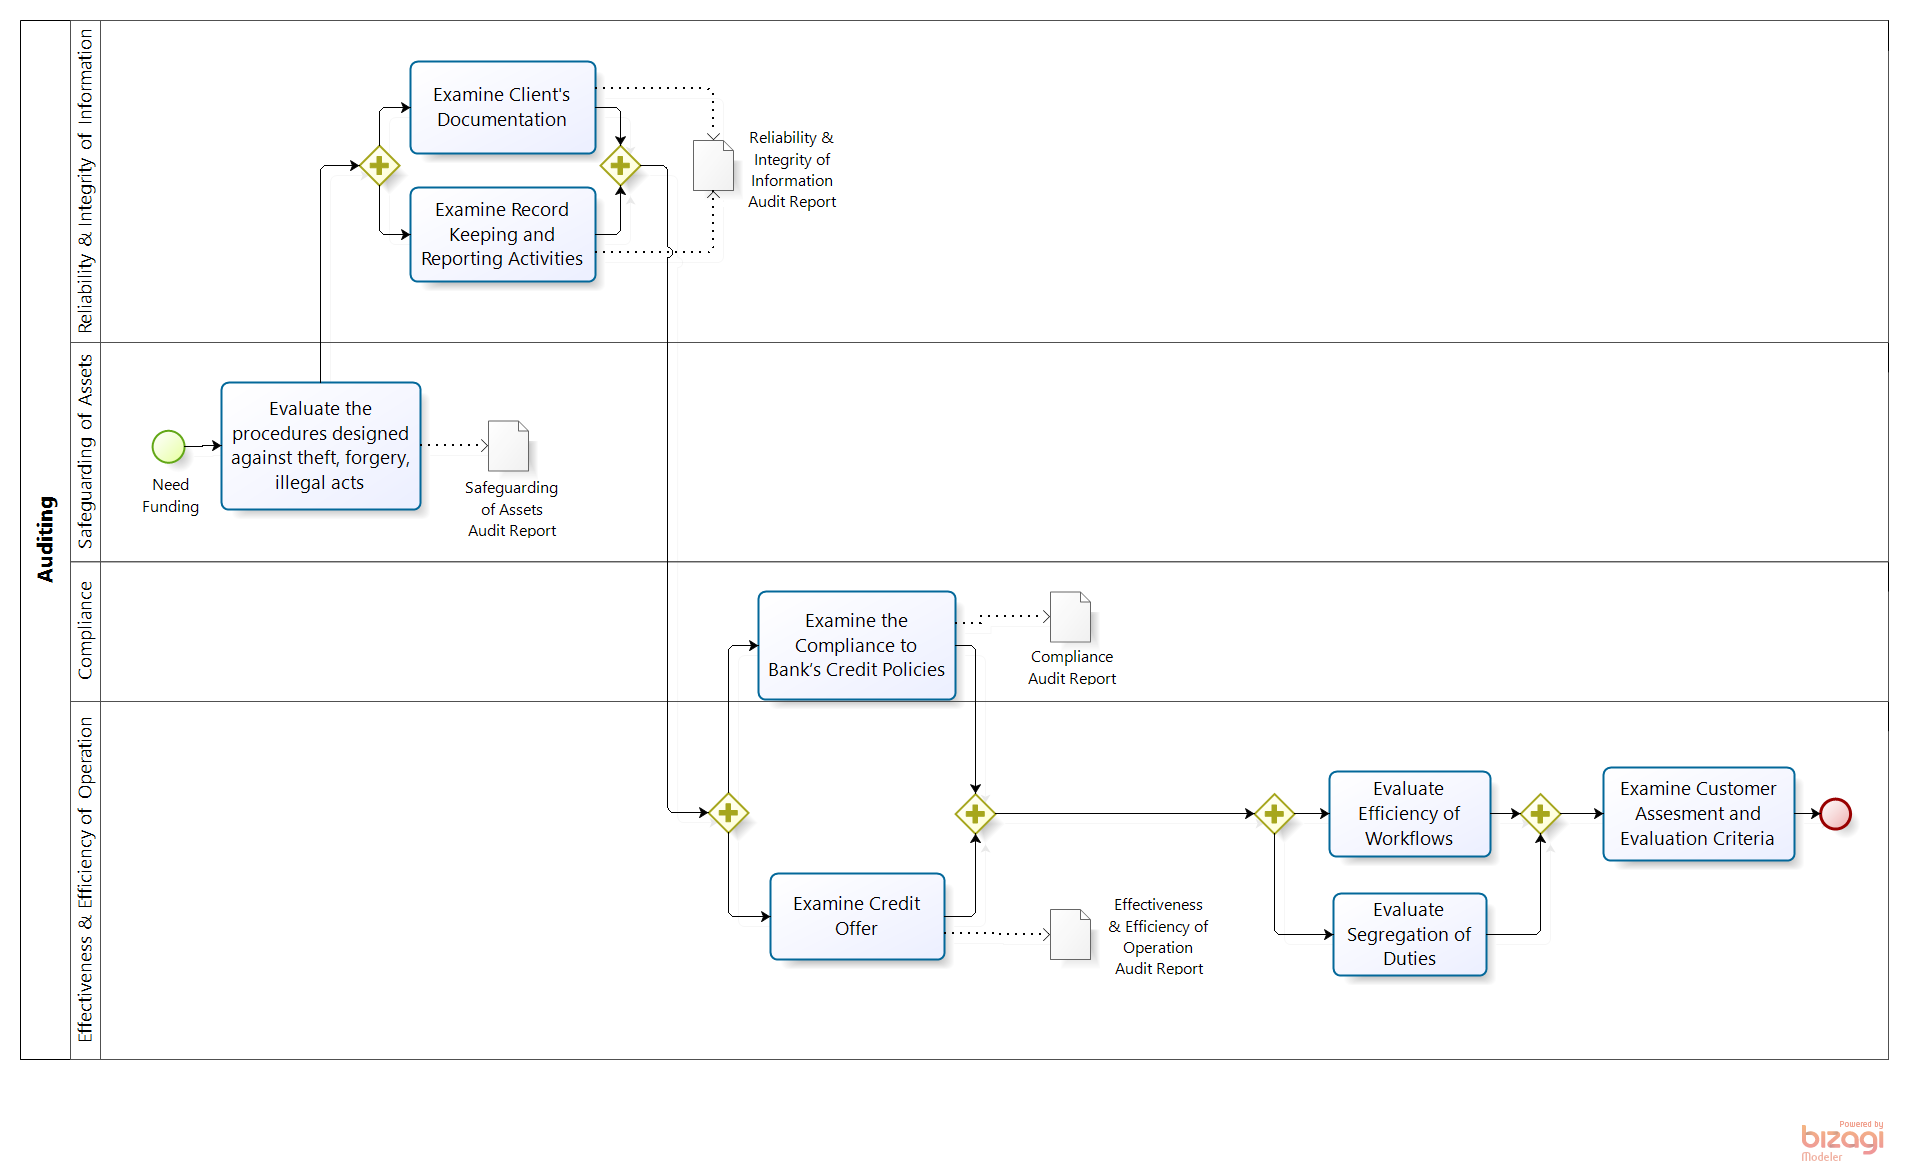 Auditing
Reliability & Integrity of Information
Examine Client's
Documentation
Examine Record
Keeping and
Reporting Activities
Reliability &
Integrity of
Information
Audit Report
Safeguarding of Assets
Need
Funding
Evaluate the
procedures designed
against theft, forgery,
illegal acts
Safeguarding
of Assets
Audit Report
Compliance
Examine the
Compliance to
Bank's Credit Policies
Compliance
Audit Report
Effectiveness & Efficiency of Operation
Examine Credit
Offer
Effectiveness
& Efficiency of
Operation
Audit Report
Evaluate
Efficiency of
Workflows
Evaluate
Segregation of
Duties
Examine Customer
Assesment and
Evaluation Criteria
Powered by
bizagi
Modeler